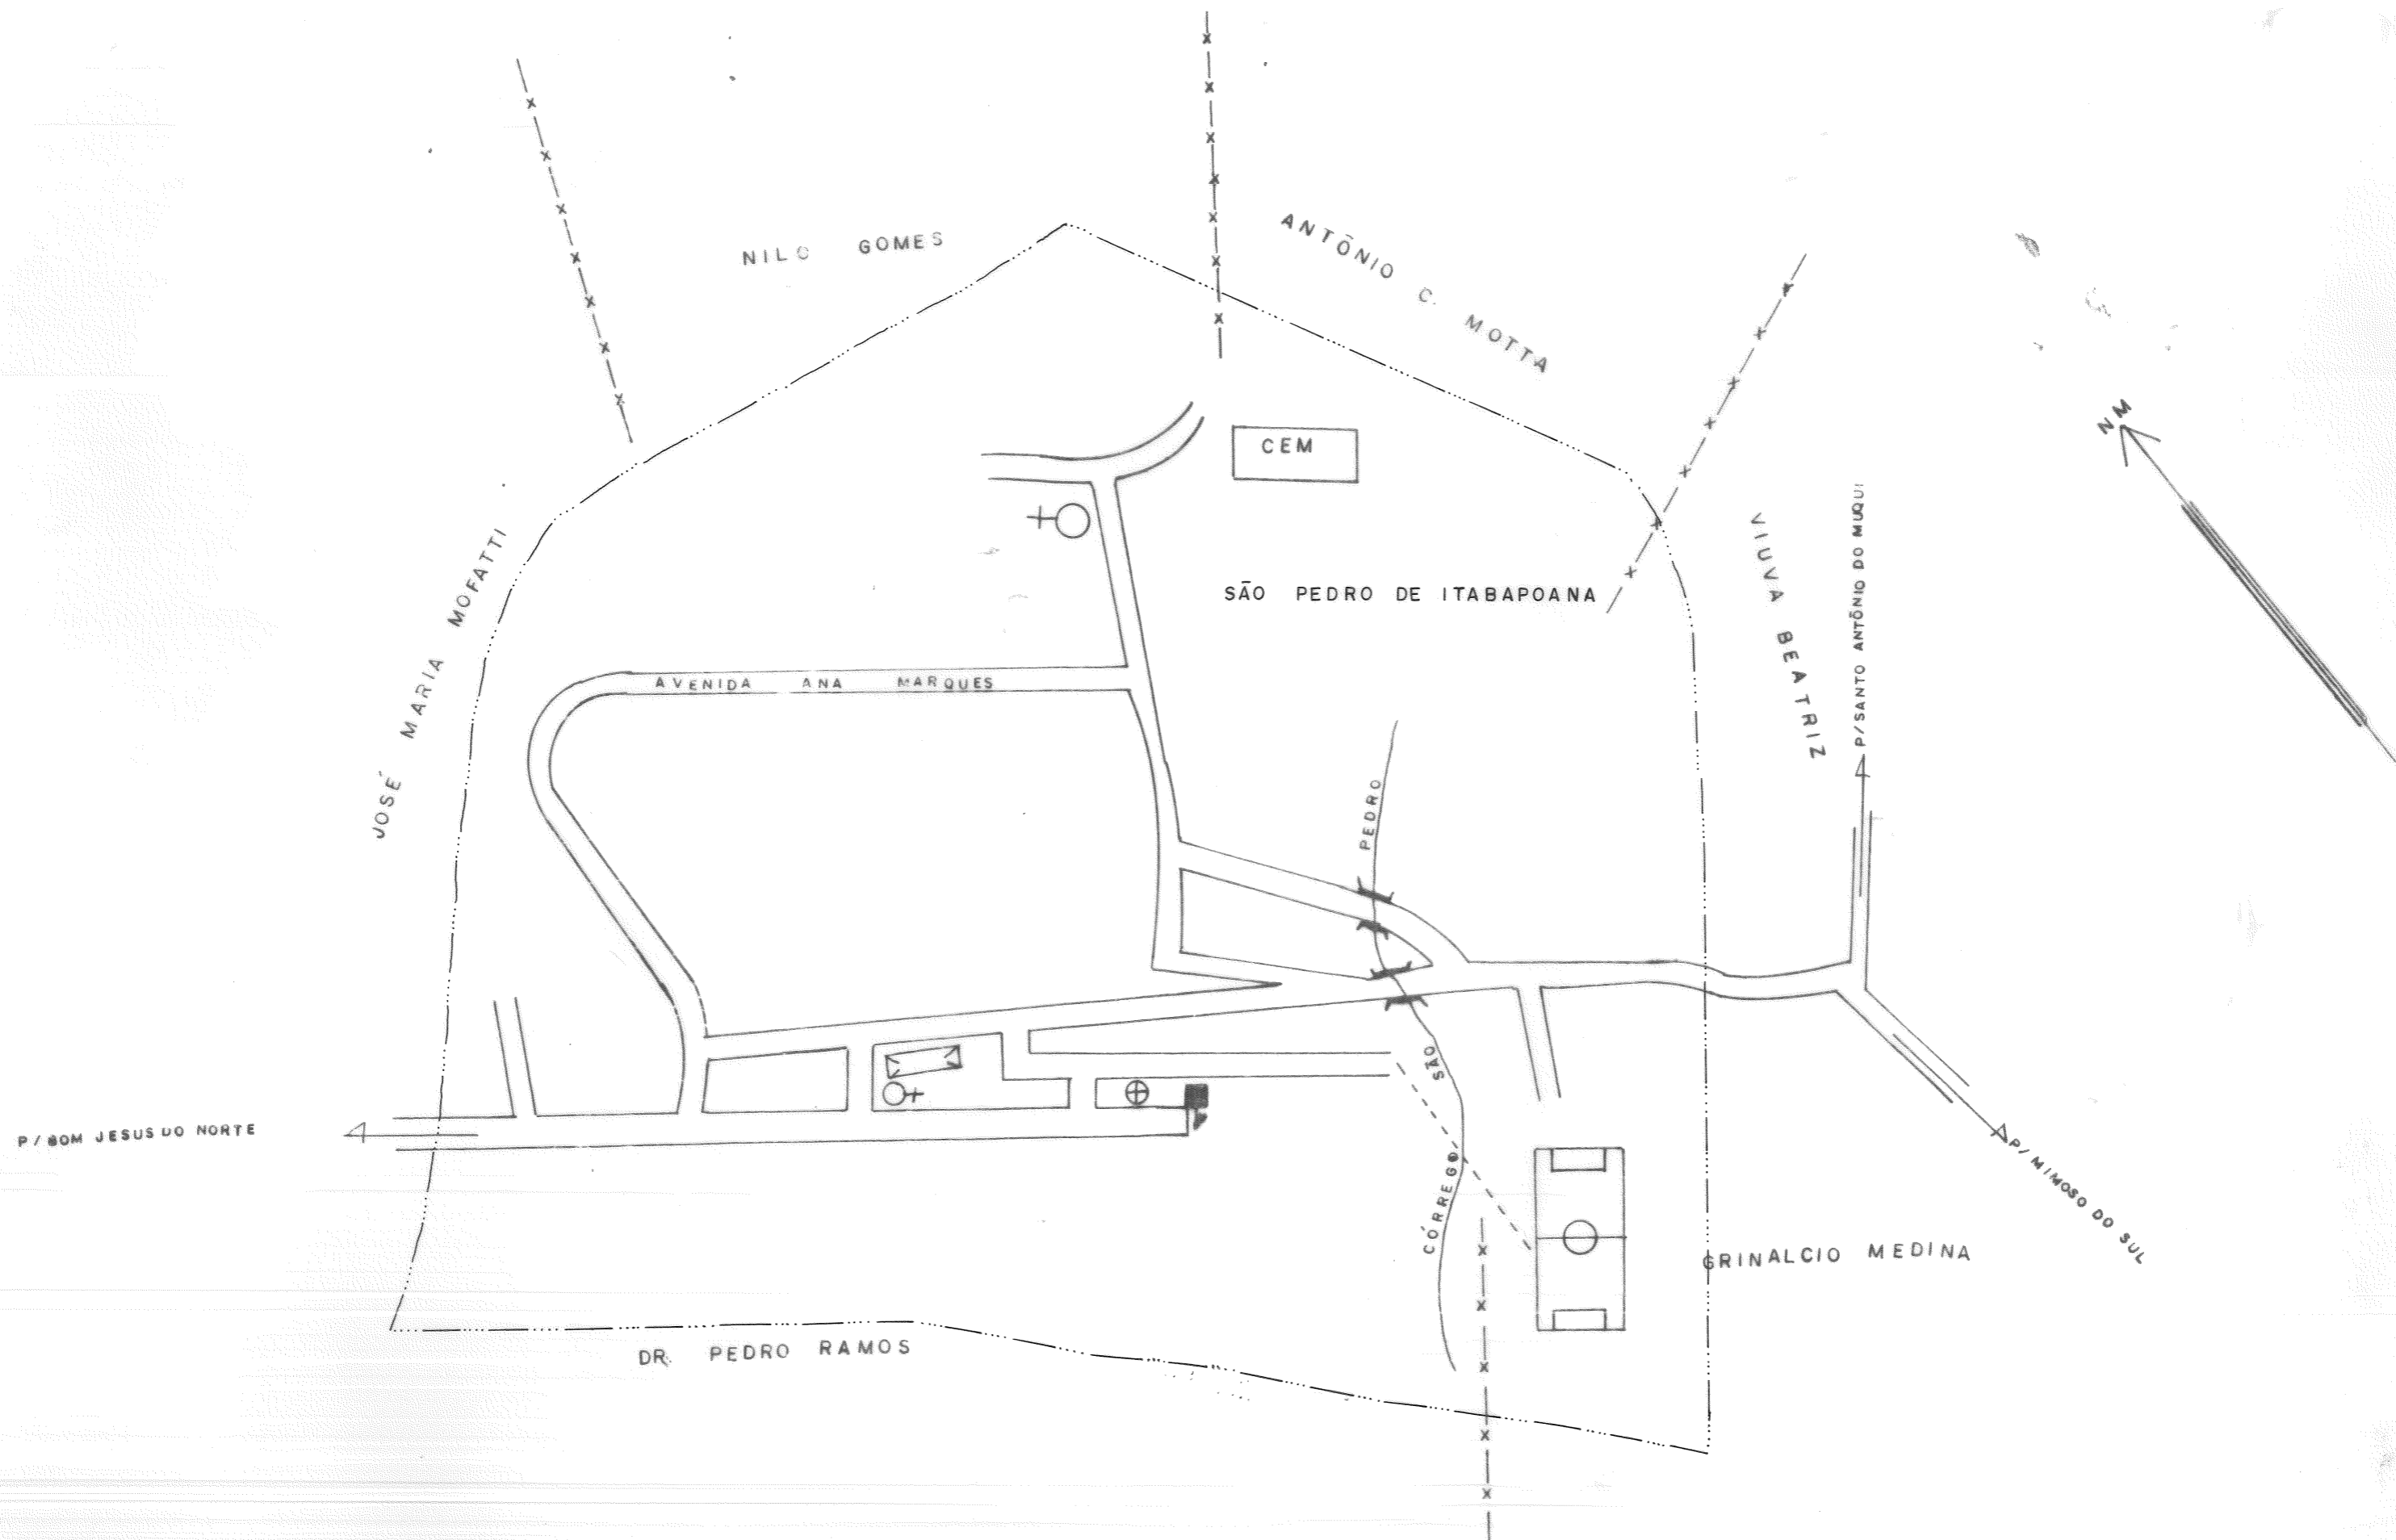 NILO GOMES
ANTÔNIO C. MOTTA
NM
CEM
SÃO PEDRO DE ITABAPOANA
VIUVA BEATRIZ
P/SANTO ANTÔNIO DO MUQUI
JOSÉ MARIA MOFATTI
AVENIDA ANA MARQUES
CÓRREGO SÃO PEDRO
P/BOM JESUS DO NORTE
P/MIMOSO DO SUL
GRINALCIO MEDINA
DR. PEDRO RAMOS